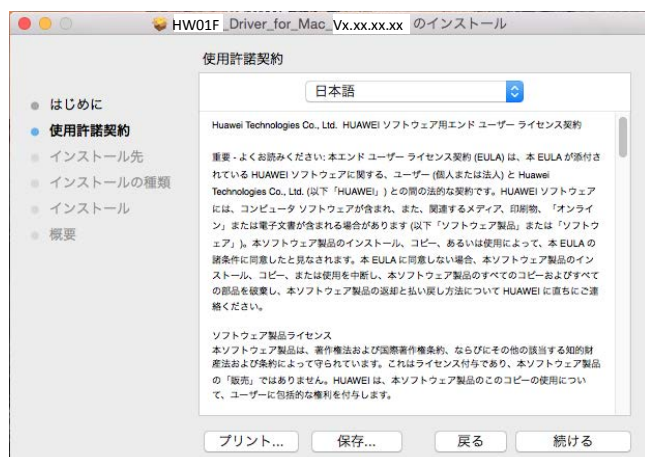 HW01F_Driver_for_Mac_Vx.xx.xx.xx のインストール
使用許諾契約
日本語
はじめに
使用許諾契約
インストール先
インストールの種類
インストール
概要
Huawei Technologies Co., Ltd. HUAWEI ソフトウェア用エンド ユーザー ライセンス契約
重要 - よくお読みください: 本エンド ユーザー ライセンス契約 (EULA) は、本 EULA が添付さ
れている HUAWEI ソフトウェアに関する、ユーザー (個人または法人) と Huawei
Technologies Co., Ltd. (以下「HUAWEI」) との間の法的な契約です。HUAWEI ソフトウェア
には、コンピュータ ソフトウェアが含まれ、また、関連するメディア、印刷物、「オンライ
ン」または電子文書が含まれる場合があります (以下「ソフトウェア製品」または「ソフトウ
ェア」)。本ソフトウェア製品のインストール、コピー、あるいは使用によって、本 EULA の
諸条件に同意したと見なされます。本 EULA に同意しない場合、本ソフトウェア製品のイン
ストール、コピー、または使用を中断し、本ソフトウェア製品のすべてのコピーおよびすべて
の部品を破棄し、本ソフトウェア製品の返却と払い戻し方法について HUAWEI に直ちにご連
絡ください。
ソフトウェア製品ライセンス
本ソフトウェア製品は、著作権法および国際著作権条約、ならびにその他の該当する知的財
産法および条約によって守られています。これはライセンス付与であり、本ソフトウェア製品
の「販売」ではありません。HUAWEI は、本ソフトウェア製品のこのコピーの使用につい
て、ユーザーに包括的な権利を付与します。
プリント... 保存... 戻る 続ける